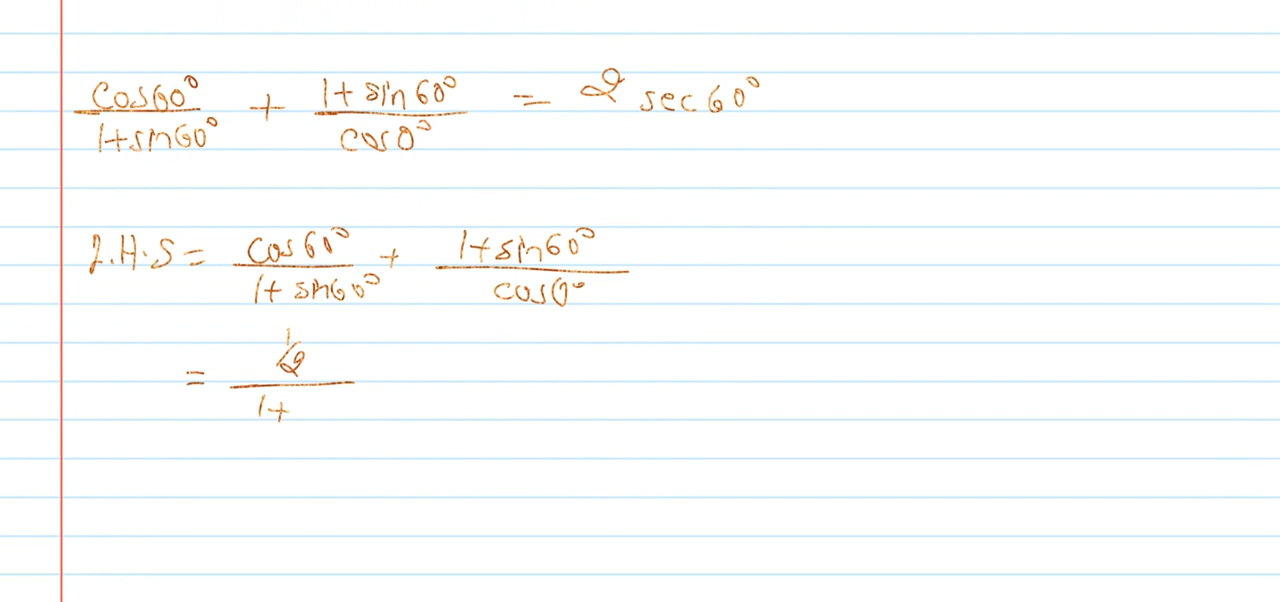 cos60°/1+sin60° + 1+sin60°/cos0° = 2 sec60°
L.H.S = cos60°/1+sin60° + 1+sin60°/cos0°
= 1/2/1+